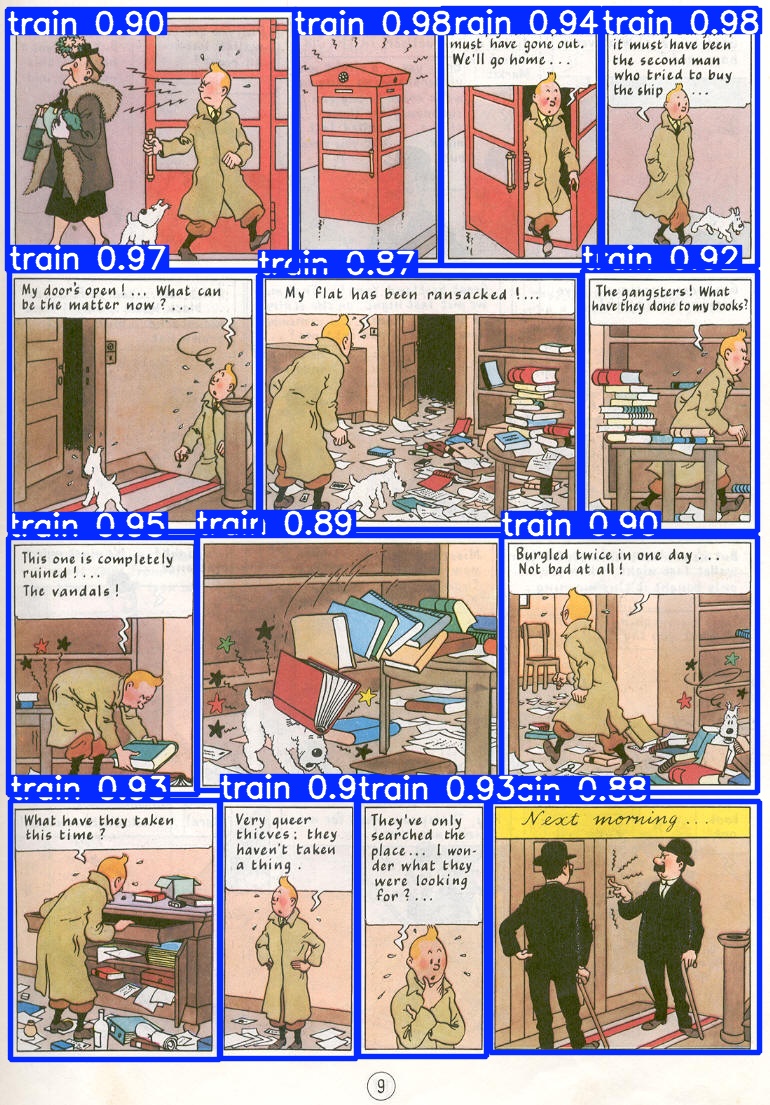 train 0.90
train 0.98
train 0.94
train 0.98
must have gone out.
We'll go home...
it must have been
the second man
who tried to buy
the ship
train 0.97
train 0.87
train 0.92
My door's open!... What can
be the matter now?...
My flat has been ransacked!...
The gangsters! What
have they done to my books?
train 0.95
train 0.89
train 0.90
This one is completely
ruined!...
The vandals!
Burgled twice in one day...
Not bad at all!
train 0.93
train 0.9
train 0.93
ain 0.88
What have they taken
this time?
Very queer
thieves: they
haven't taken
a thing.
They've only
searched the
place... I won-
der what they
were looking
for?...
Next morning...
9